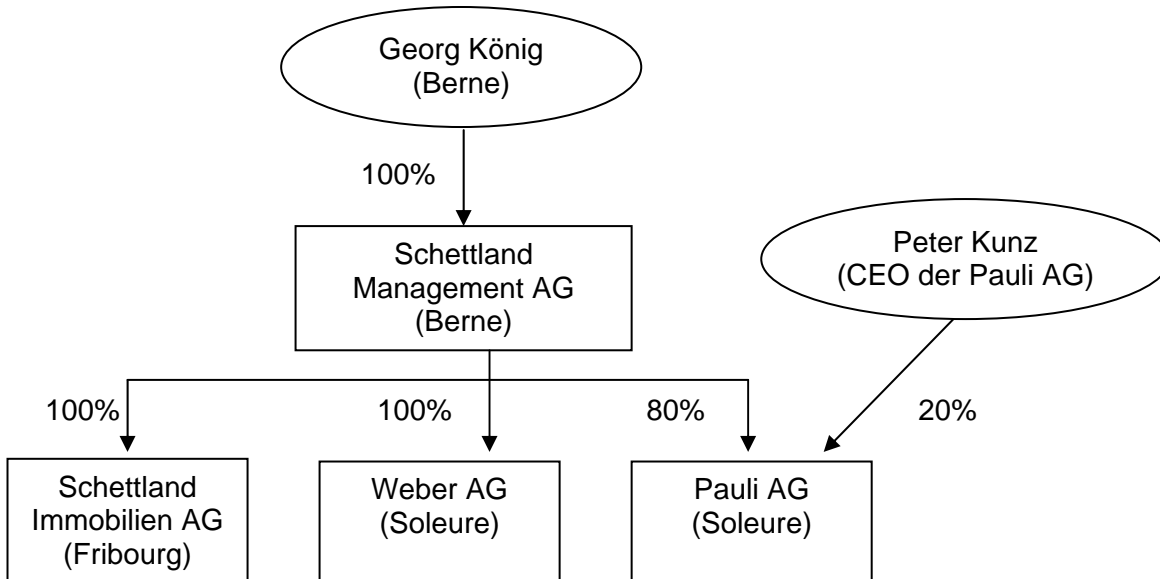 Georg König
(Berne)
100%
Schettland
Management AG
(Berne)
Peter Kunz
(CEO der Pauli AG)
100%
100%
80%
20%
Schettland
Immobilien AG
(Fribourg)
Weber AG
(Soleure)
Pauli AG
(Soleure)